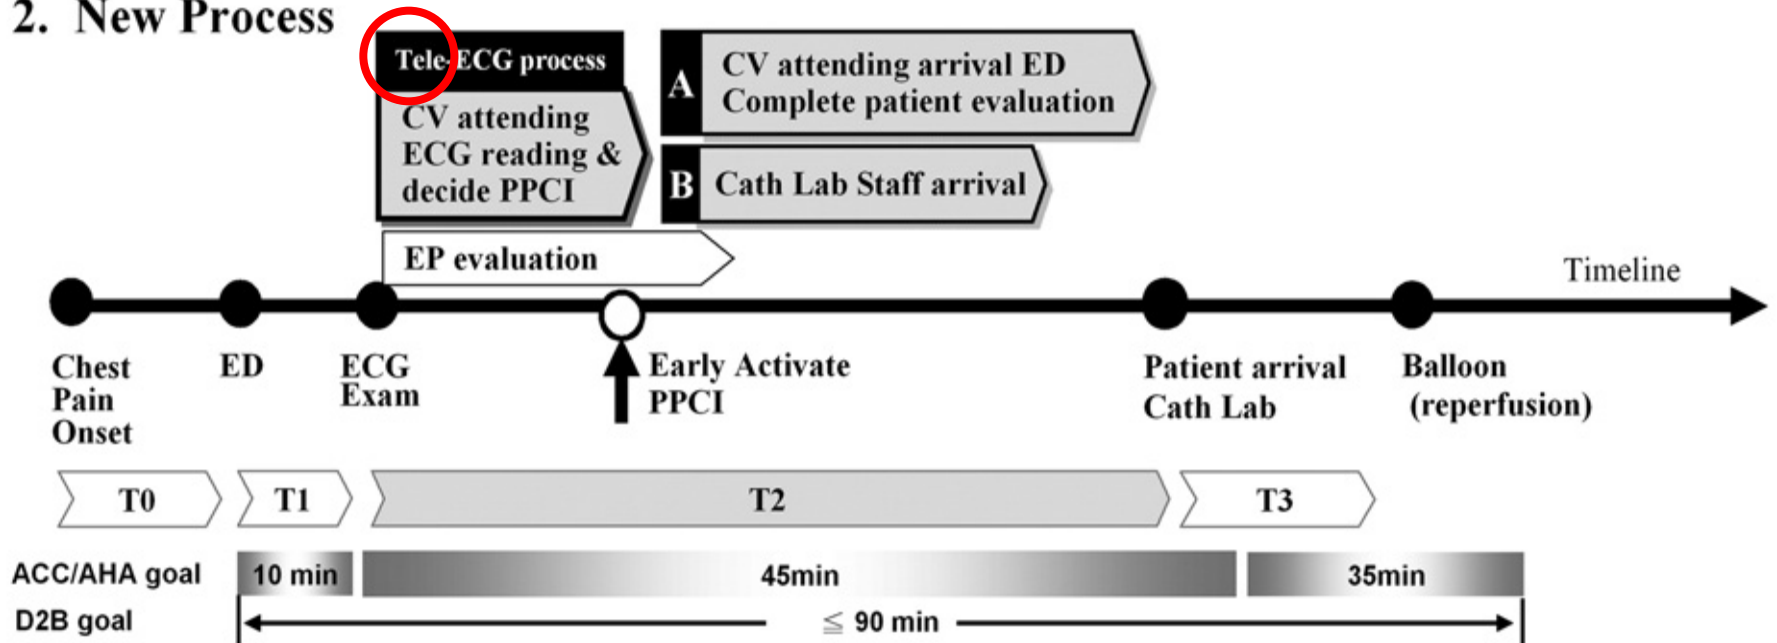 2. New Process
Tele-ECG process
CV attending
ECG reading &
decide PPCI
A
CV attending arrival ED
Complete patient evaluation
B
Cath Lab Staff arrival
EP evaluation
Timeline
Chest
Pain
Onset
ED
ECG
Exam
Early Activate
PPCI
Patient arrival
Cath Lab
Balloon
(reperfusion)
T0
T1
T2
T3
ACC/AHA goal
10 min
45min
35min
D2B goal
≦ 90 min